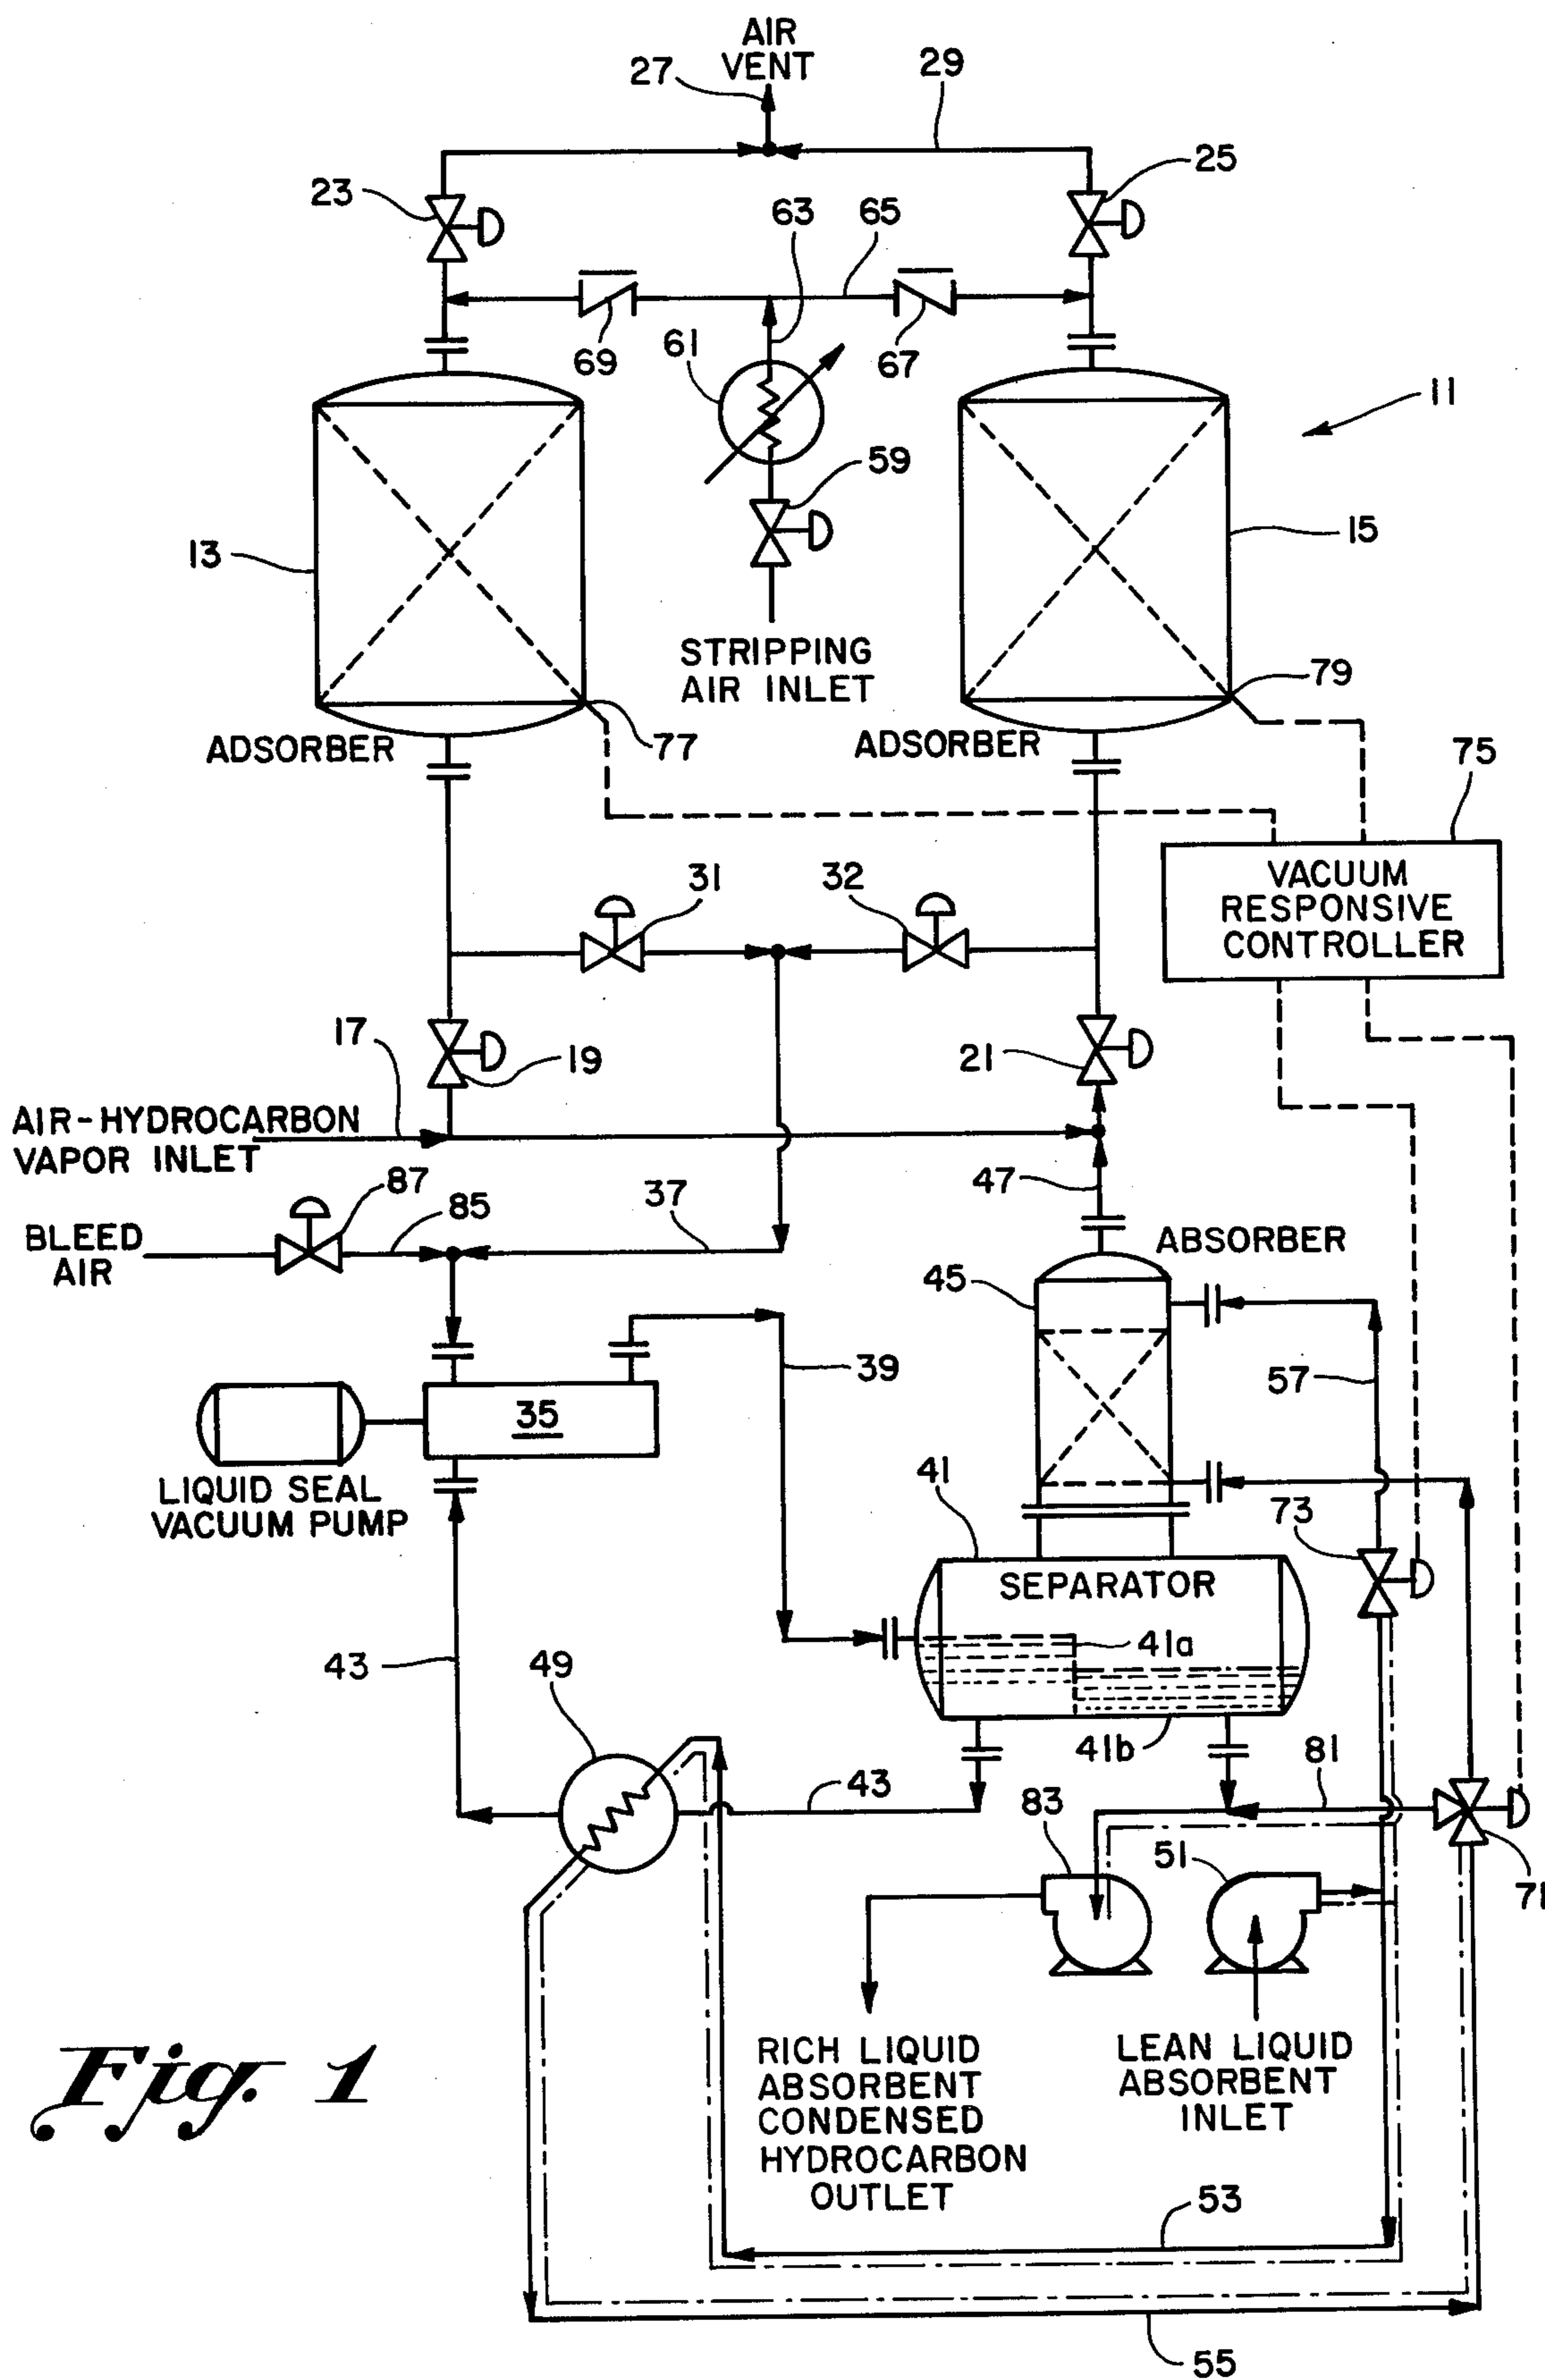 AIR
VENT
27
29
23
25
63
65
69
67
61
11
59
13
15
STRIPPING
AIR INLET
79
ADSORBER
77
ADSORBER
75
31
32
VACUUM
RESPONSIVE
CONTROLLER
17
19
21
AIR-HYDROCARBON
VAPOR INLET
87
85
37
47
BLEED
AIR
ABSORBER
45
39
57
35
LIQUID SEAL
VACUUM PUMP
41
73
SEPARATOR
41a
43
49
41b
81
43
83
51
71
RICH LIQUID
ABSORBENT
CONDENSED
HYDROCARBON
OUTLET
LEAN LIQUID
ABSORBENT
INLET
53
55
Fig. 1